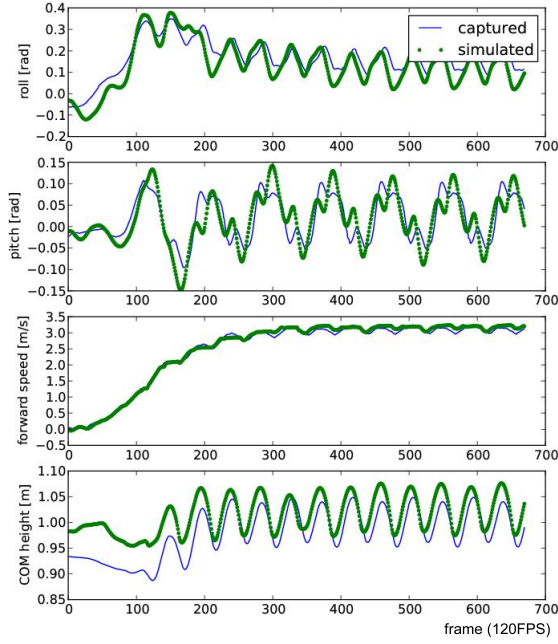 0.4
0.3
0.2
0.1
0.0
−0.1
−0.2
roll [rad]
captured
simulated
0 100 200 300 400 500 600 700
0.15
0.10
0.05
0.00
−0.05
−0.10
−0.15
pitch [rad]
0 100 200 300 400 500 600 700
3.5
3.0
2.5
2.0
1.5
1.0
0.5
0.0
−0.5
forward speed [m/s]
0 100 200 300 400 500 600 700
1.10
1.05
1.00
0.95
0.90
0.85
COM height [m]
0 100 200 300 400 500 600 700
frame (120FPS)